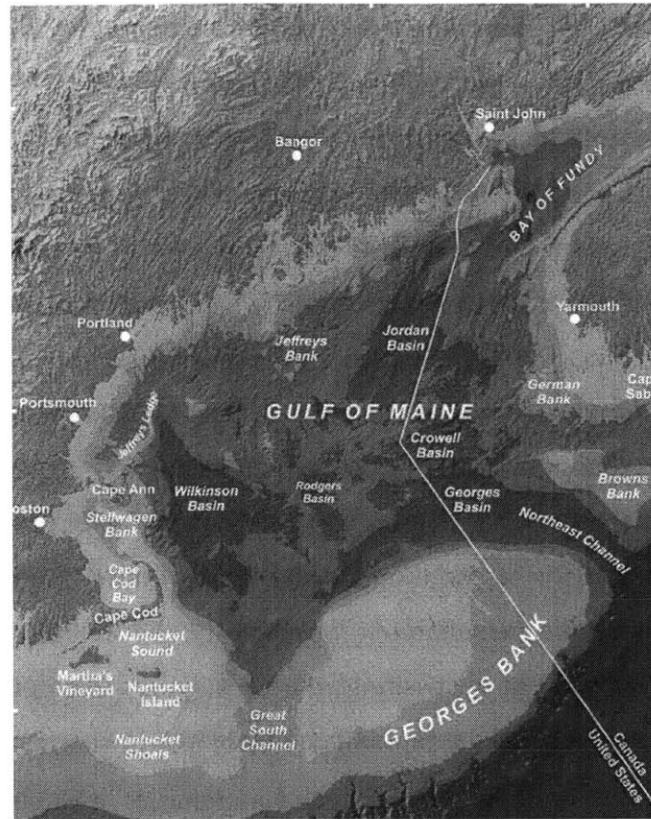 Saint John
Bangor
BAY OF FUNDY
Yarmouth
Portland
Jeffreys
Bank
Jordan
Basin
German
Bank
Cap
Sab
Portsmouth
Jeffreys Ledge
GULF OF MAINE
Crowell
Basin
Cape Ann
Wilkinson
Basin
Rodgers
Basin
Georges
Basin
Browns
Bank
oston
Stellwagen
Bank
Northeast Channel
Cape
Cod
Bay
Cape Cod
Nantucket
Sound
Martha's
Vineyard
Nantucket
Island
GEORGES BANK
Great
South
Channel
Nantucket
Shoals
Canada
United States